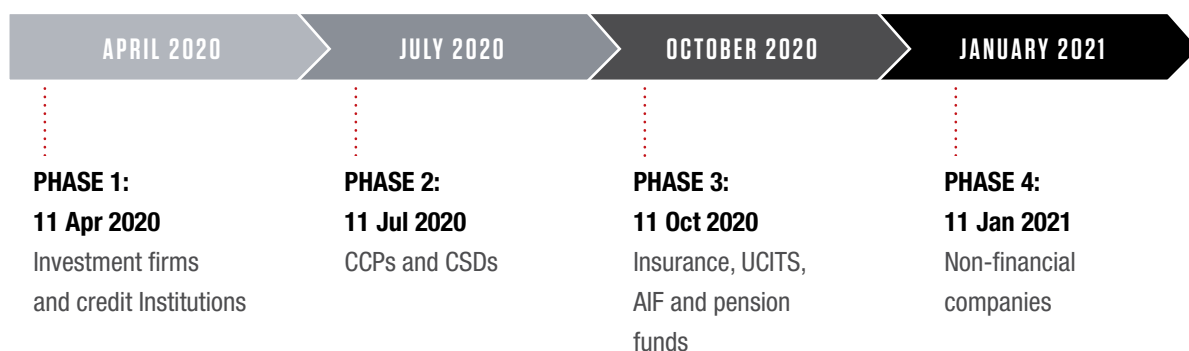 APRIL 2020
JULY 2020
OCTOBER 2020
JANUARY 2021
PHASE 1:
11 Apr 2020
Investment firms
and credit Institutions
PHASE 2:
11 Jul 2020
CCPs and CSDs
PHASE 3:
11 Oct 2020
Insurance, UCITS,
AIF and pension
funds
PHASE 4:
11 Jan 2021
Non-financial
companies